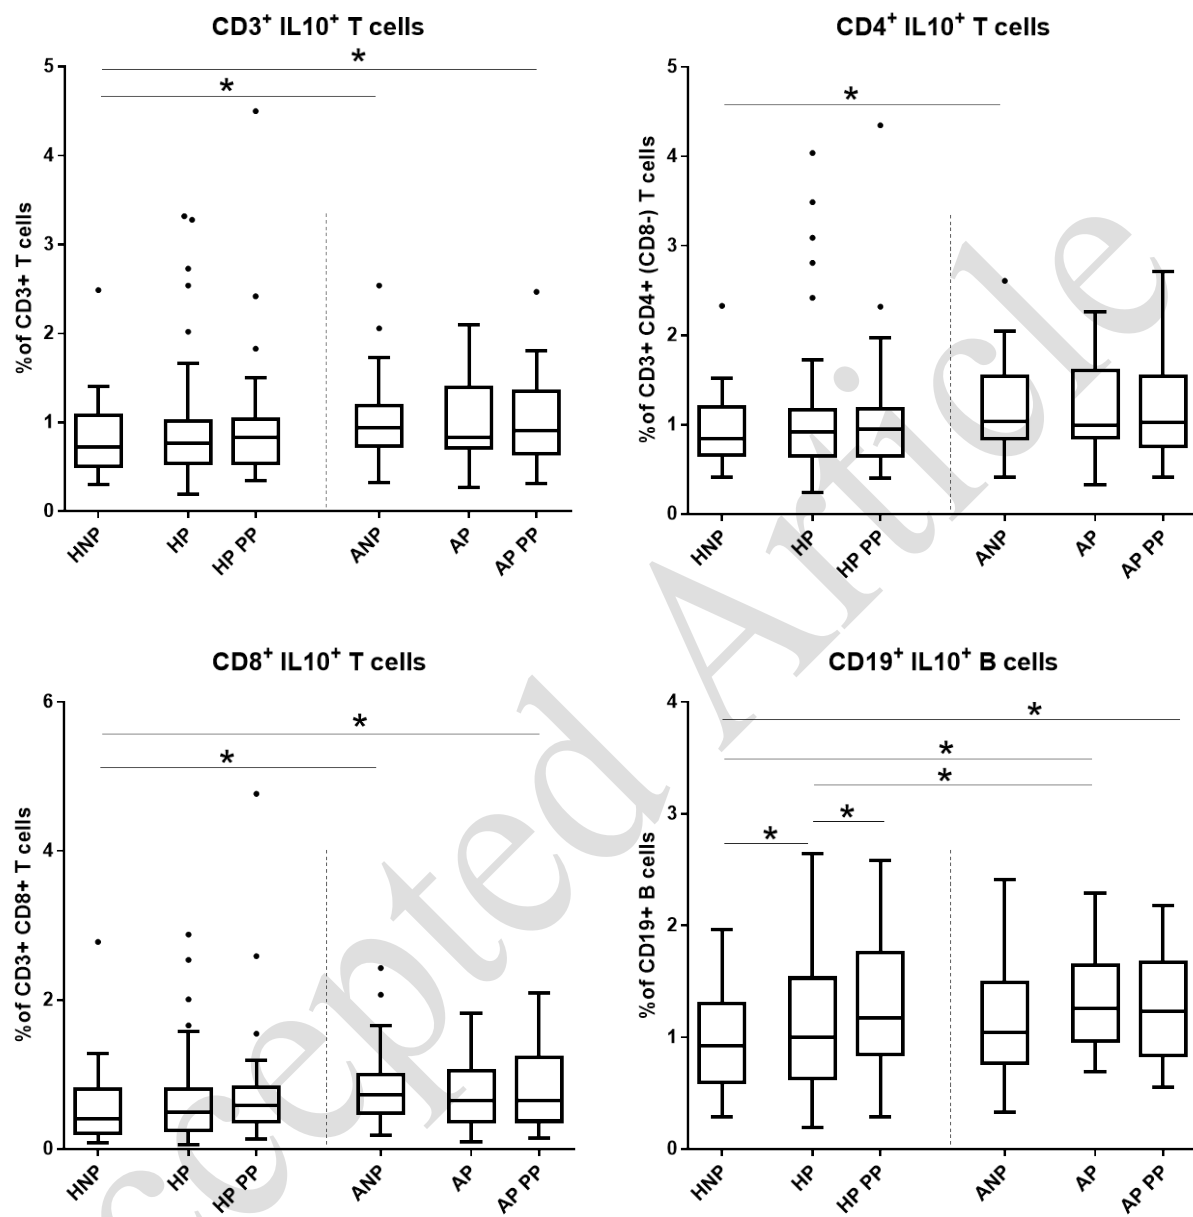 CD3+ IL10+ T cells
% of CD3+ T cells
5
4
3
2
1
0
*
*
HNP
HP
HP PP
ANP
AP
AP PP
CD4+ IL10+ T cells
% of CD3+ CD4+ (CD8-) T cells
5
4
3
2
1
0
*
HNP
HP
HP PP
ANP
AP
AP PP
CD8+ IL10+ T cells
% of CD3+ CD8+ T cells
6
4
2
0
*
*
HNP
HP
HP PP
ANP
AP
AP PP
CD19+ IL10+ B cells
% of CD19+ B cells
4
3
2
1
0
*
*
*
*
*
HNP
HP
HP PP
ANP
AP
AP PP
cepted Article